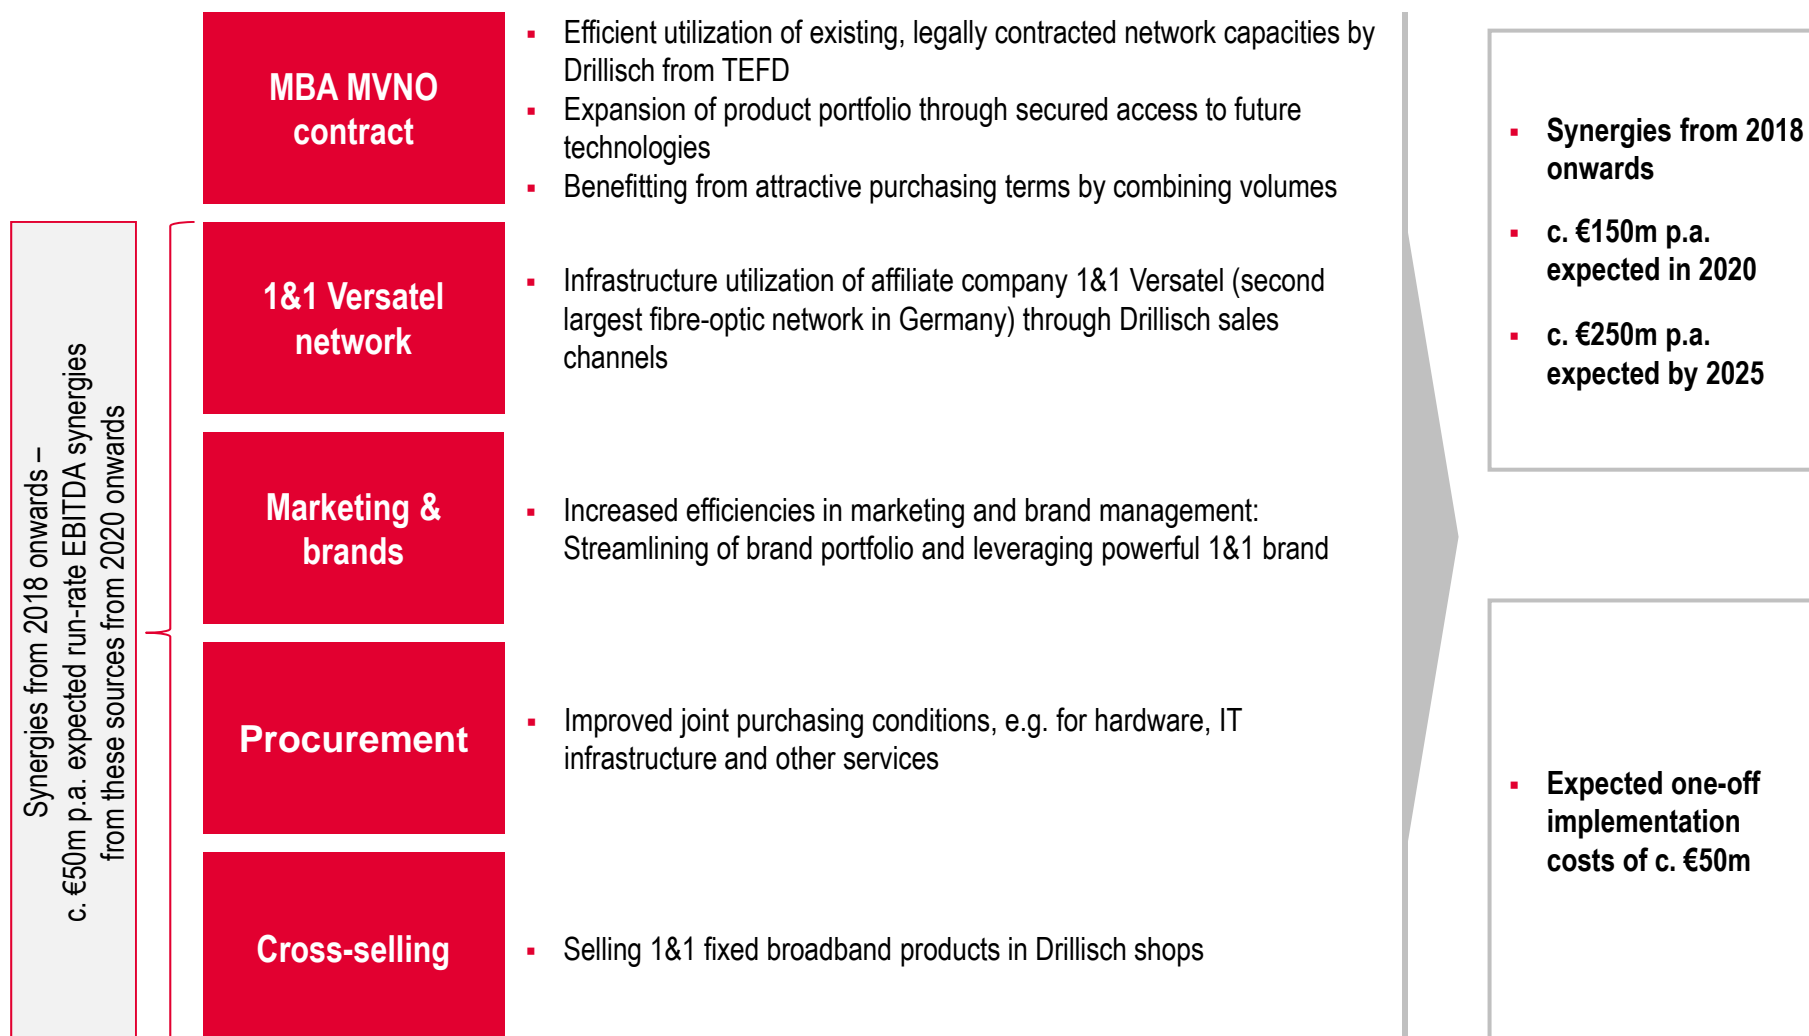 MBA MVNO
contract
▪ Efficient utilization of existing, legally contracted network capacities by
Drillisch from TEFD
▪ Expansion of product portfolio through secured access to future
technologies
▪ Benefitting from attractive purchasing terms by combining volumes
Synergies from 2018 onwards –
c. €50m p.a. expected run-rate EBITDA synergies
from these sources from 2020 onwards
1&1 Versatel
network
▪ Infrastructure utilization of affiliate company 1&1 Versatel (second
largest fibre-optic network in Germany) through Drillisch sales
channels
Marketing &
brands
▪ Increased efficiencies in marketing and brand management:
Streamlining of brand portfolio and leveraging powerful 1&1 brand
Procurement
▪ Improved joint purchasing conditions, e.g. for hardware, IT
infrastructure and other services
Cross-selling
▪ Selling 1&1 fixed broadband products in Drillisch shops
▪ Synergies from 2018
onwards
▪ c. €150m p.a.
expected in 2020
▪ c. €250m p.a.
expected by 2025
▪ Expected one-off
implementation
costs of c. €50m